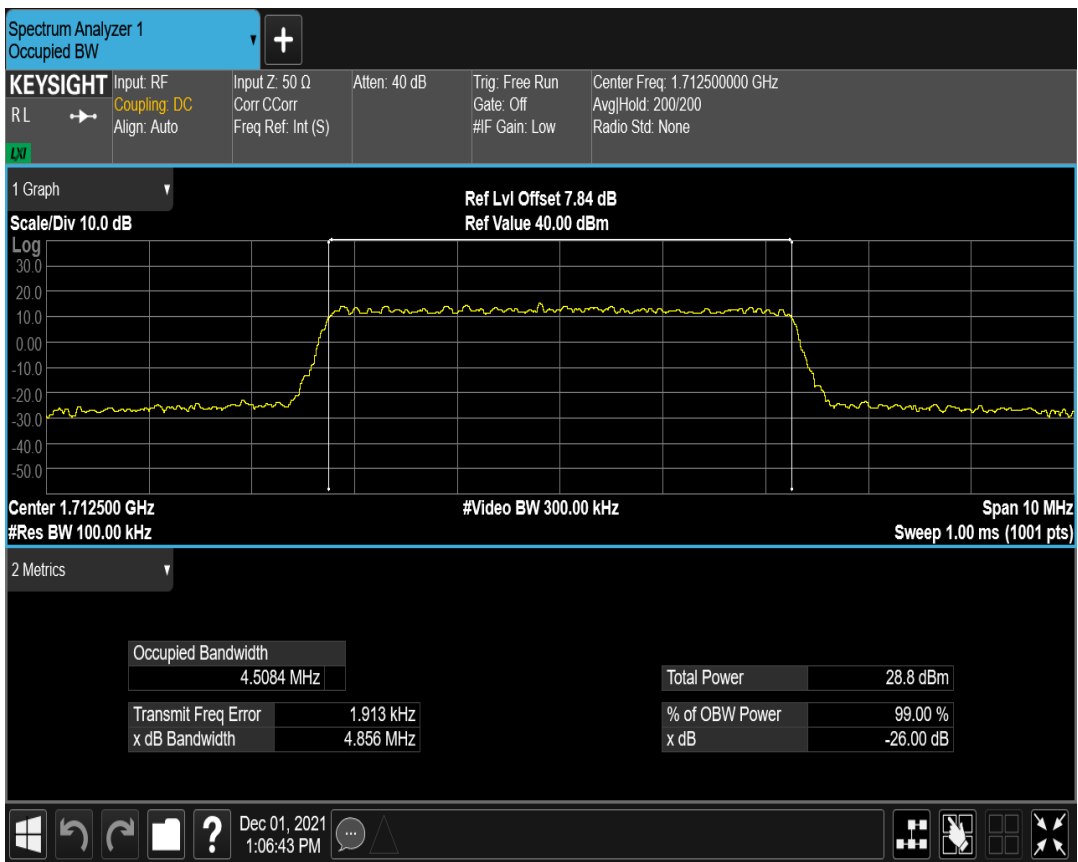 Spectrum Analyzer 1
Occupied BW
+
KEYSIGHT
R L
LXI
Input: RF
Coupling: DC
Align: Auto
Input Z: 50 Ω
Corr CCorr
Freq Ref: Int (S)
Atten: 40 dB
Trig: Free Run
Gate: Off
#IF Gain: Low
Center Freq: 1.712500000 GHz
Avg|Hold: 200/200
Radio Std: None
1 Graph
Scale/Div 10.0 dB
Ref Lvl Offset 7.84 dB
Ref Value 40.00 dBm
Log
30.0
20.0
10.0
0.00
-10.0
-20.0
-30.0
-40.0
-50.0
Center 1.712500 GHz
#Video BW 300.00 kHz
Span 10 MHz
#Res BW 100.00 kHz
Sweep 1.00 ms (1001 pts)
2 Metrics
Occupied Bandwidth
4.5084 MHz
Total Power 28.8 dBm
Transmit Freq Error 1.913 kHz
% of OBW Power 99.00 %
x dB Bandwidth 4.856 MHz
x dB -26.00 dB
?
Dec 01, 2021
1:06:43 PM